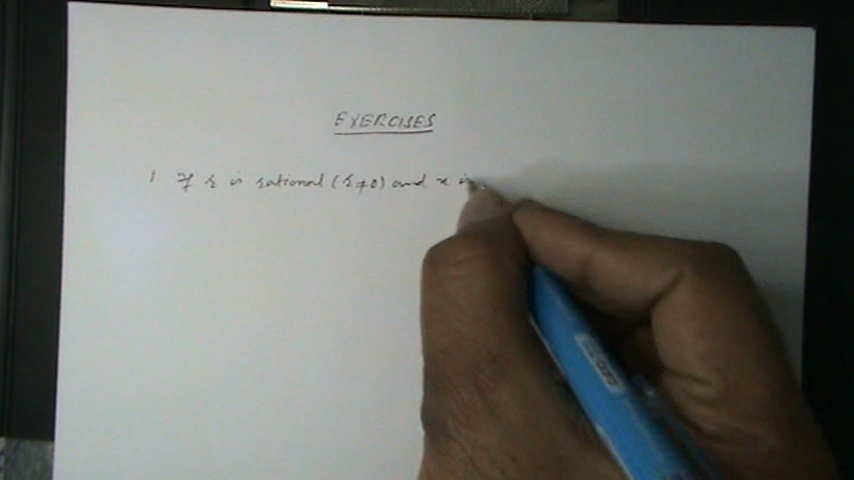 EXERCISES
1 If r is rational (r≠0) and x is